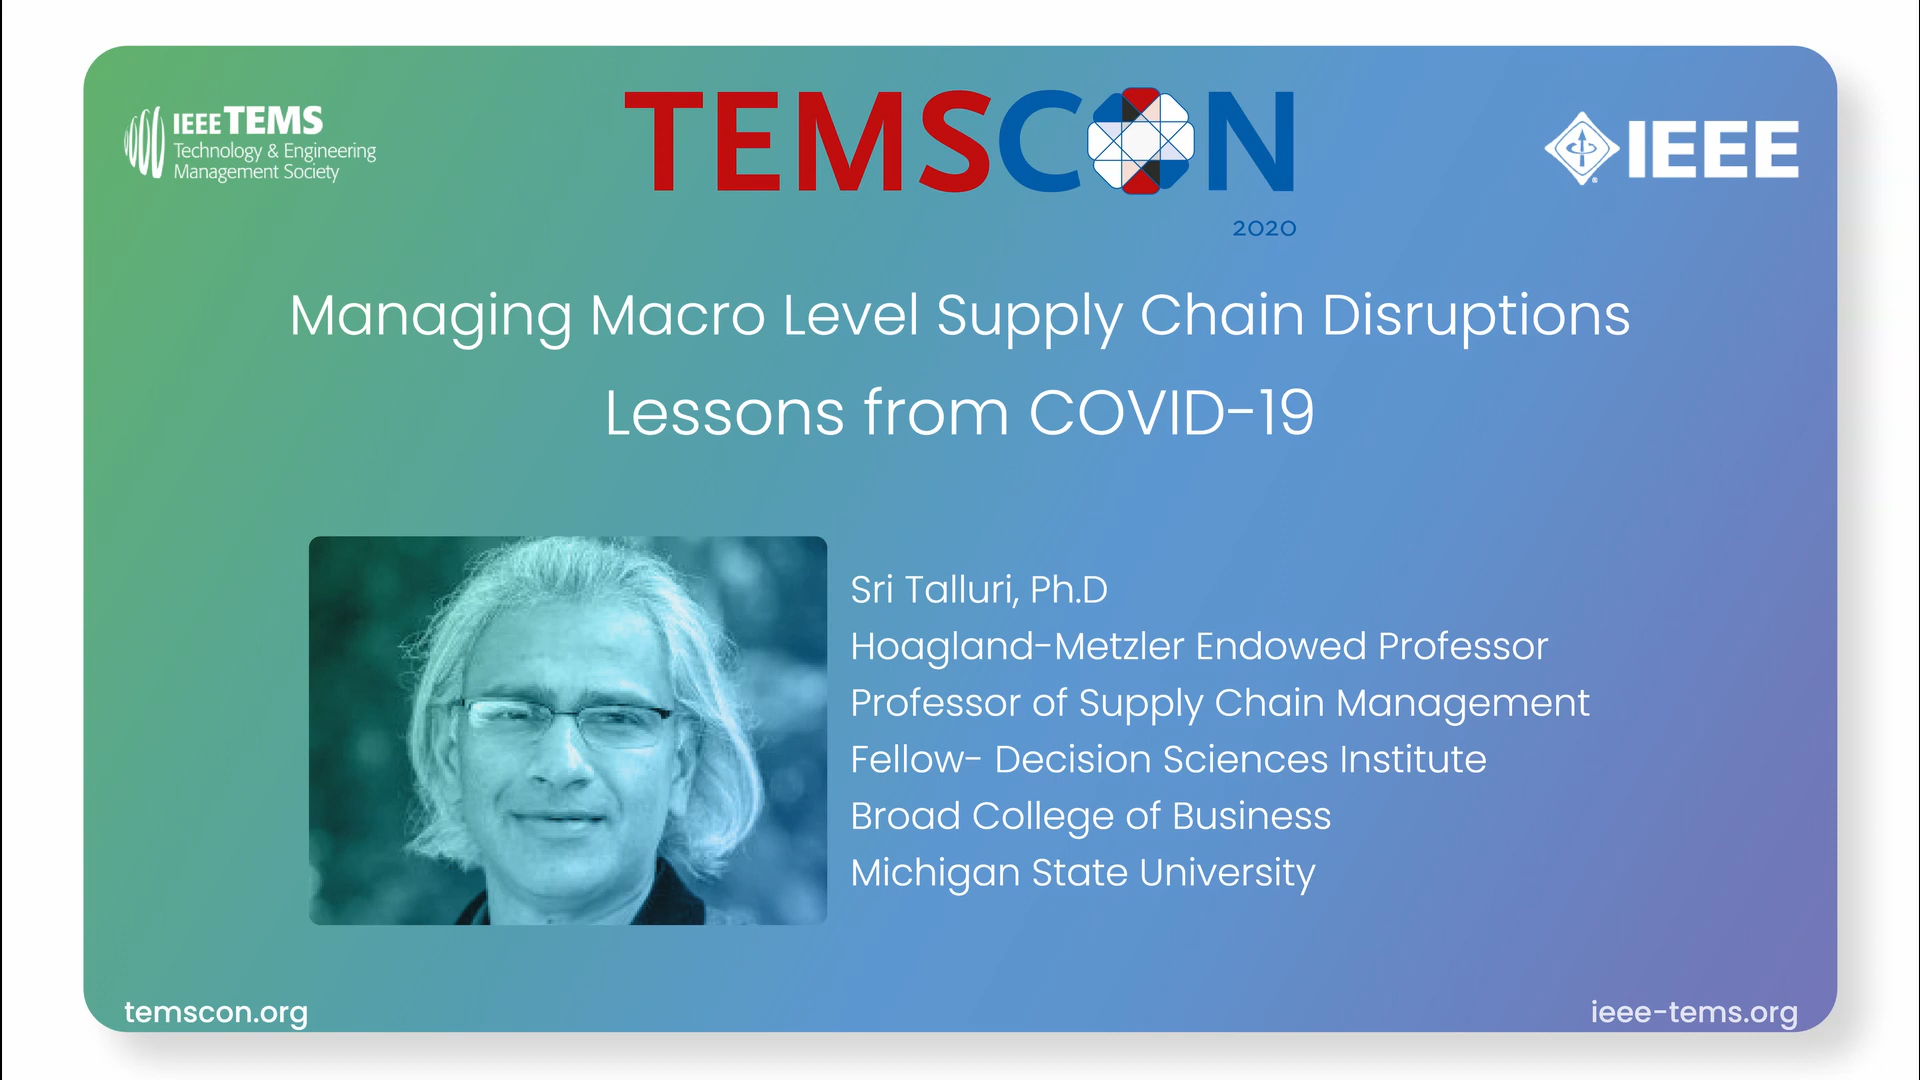 IEEE TEMS
Technology & Engineering
Management Society
TEMSCON
2020
IEEE
Managing Macro Level Supply Chain Disruptions
Lessons from COVID-19
Sri Talluri, Ph.D
Hoagland-Metzler Endowed Professor
Professor of Supply Chain Management
Fellow- Decision Sciences Institute
Broad College of Business
Michigan State University
temscon.org
ieee-tems.org